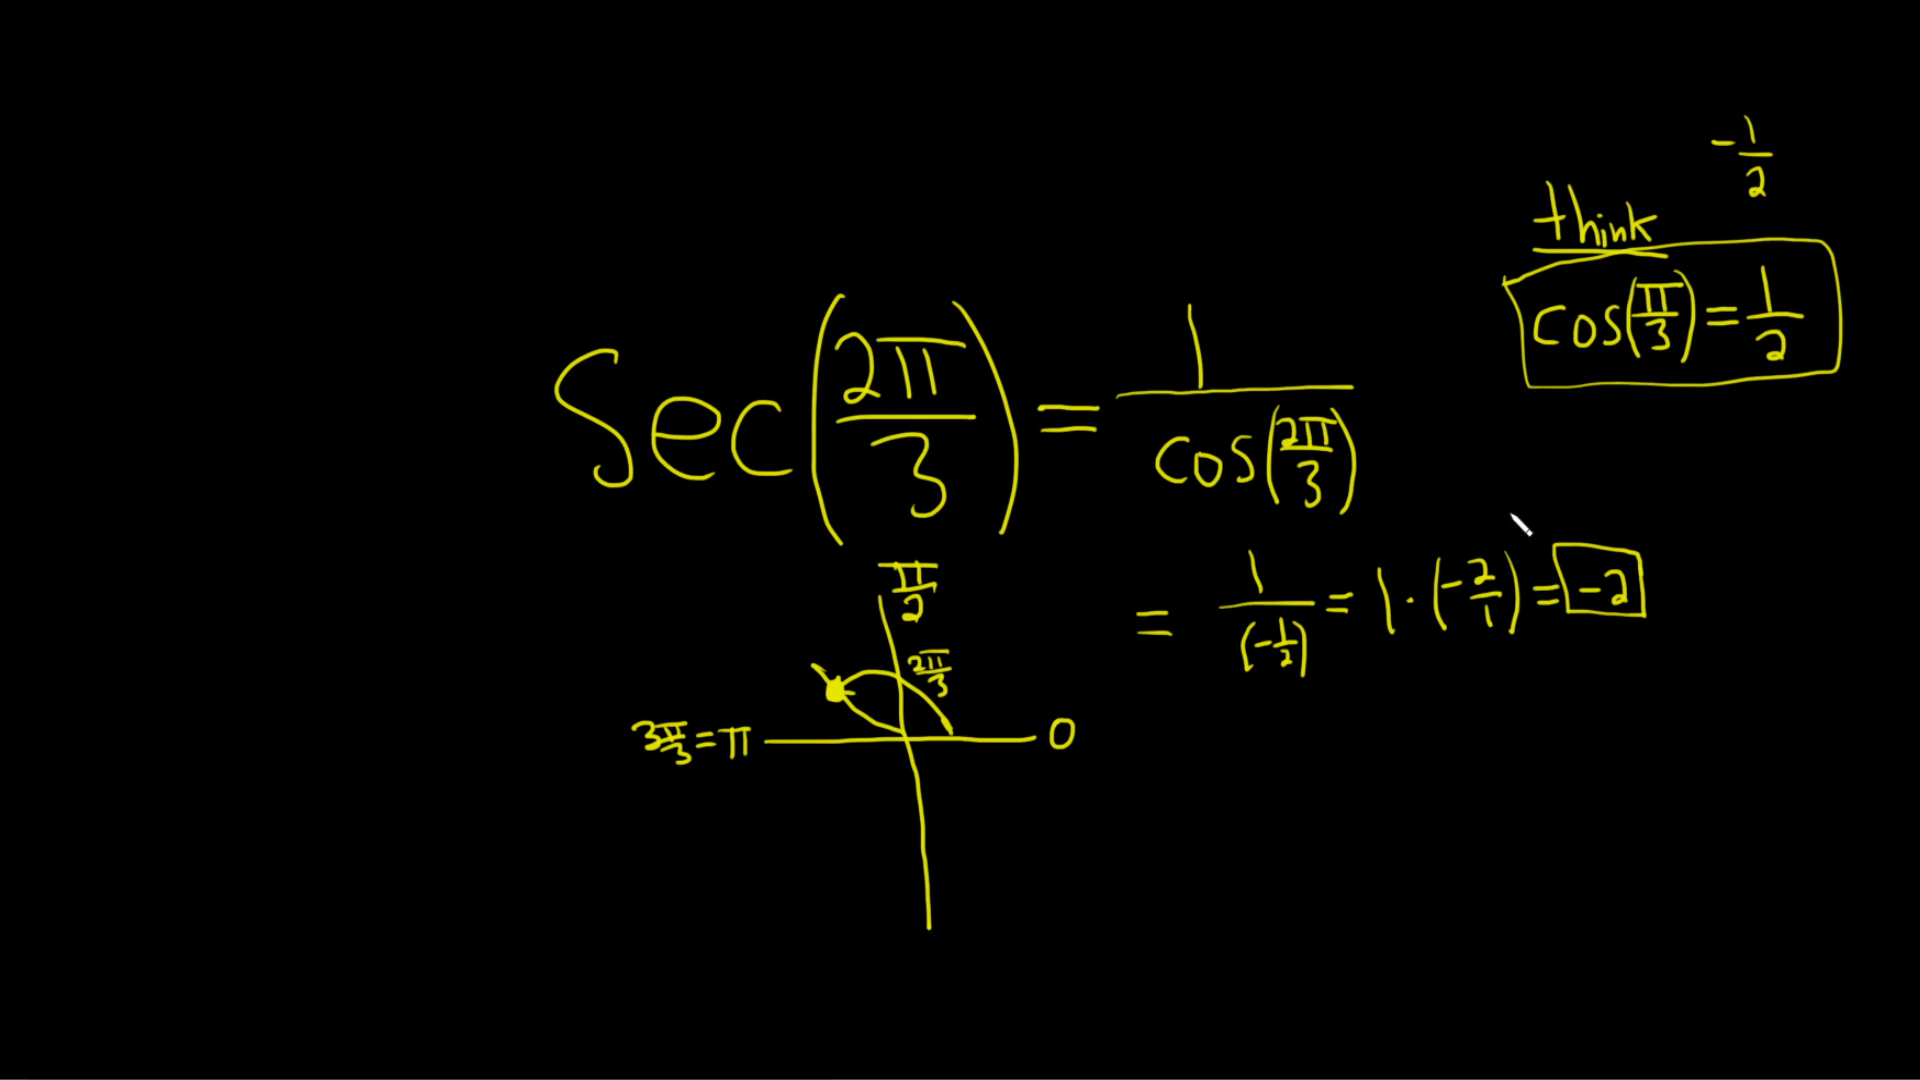 -1/2
think
cos(π/3) = 1/2
Sec(2π/3) = 1/cos(2π/3)
= 1/(-1/2) = 1 · (-2/1) = -2
π/2
2π/3
3π/3 = π
0